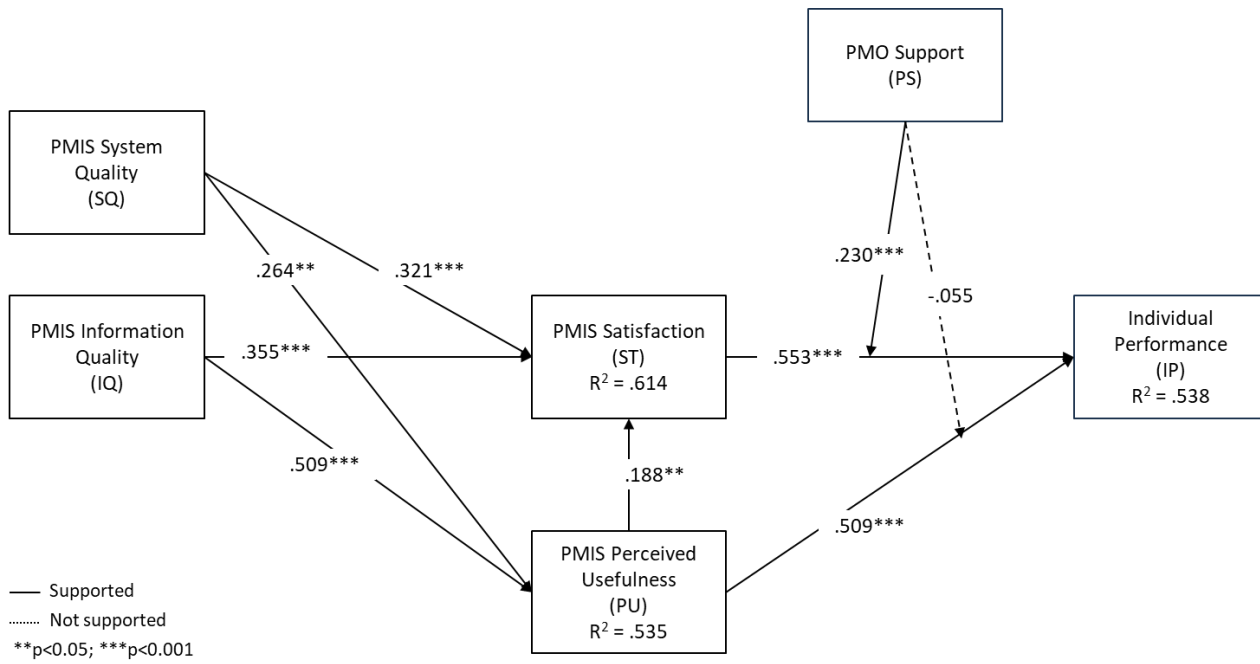 PMO Support
(PS)
PMIS System
Quality
(SQ)
.264**
.321***
.230***
-.055
PMIS Information
Quality
(IQ)
.355***
PMIS Satisfaction
(ST)
R² = .614
.553***
Individual
Performance
(IP)
R² = .538
.509***
.188**
.509***
PMIS Perceived
Usefulness
(PU)
R² = .535
Supported
Not supported
**p<0.05; ***p<0.001